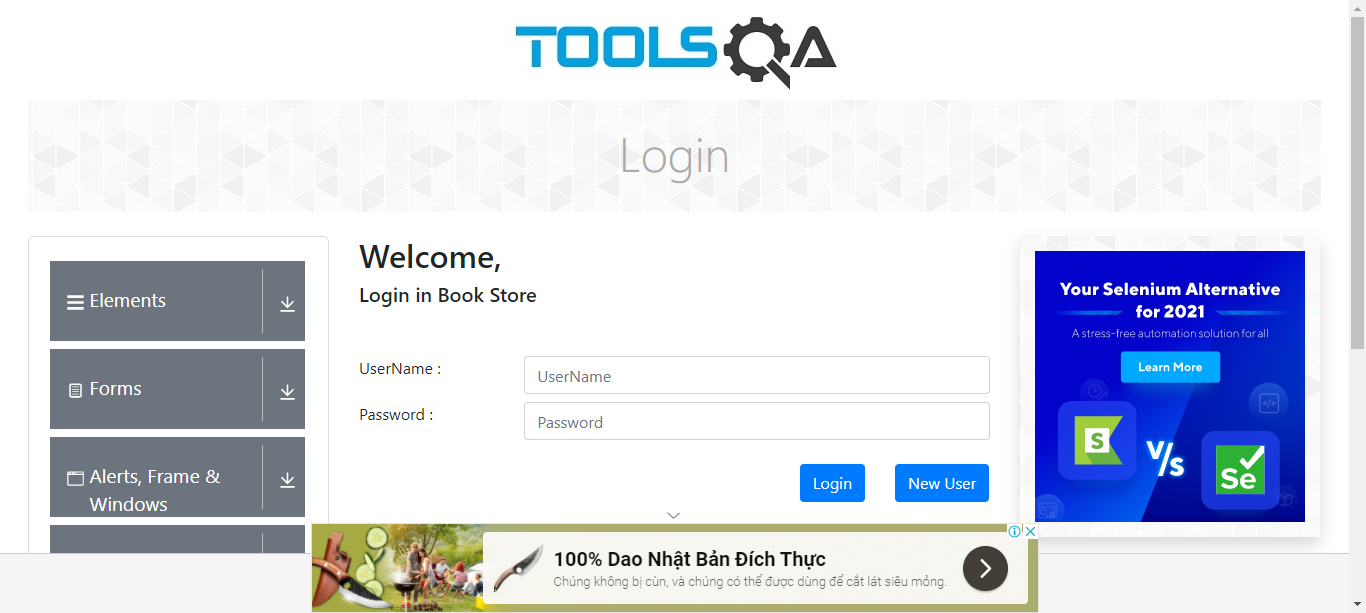 TOOLSQA
Login
Elements
Forms
Alerts, Frame &
Windows
Welcome,
Login in Book Store
UserName :
UserName
Password :
Password
Login
New User
Your Selenium Alternative
for 2021
A stress-free automation solution for all
Learn More
S
V/s
Se
100% Dao Nhật Bản Đích Thực
Chúng không bị cùn, và chúng có thể được dùng để cắt lát siêu mỏng.